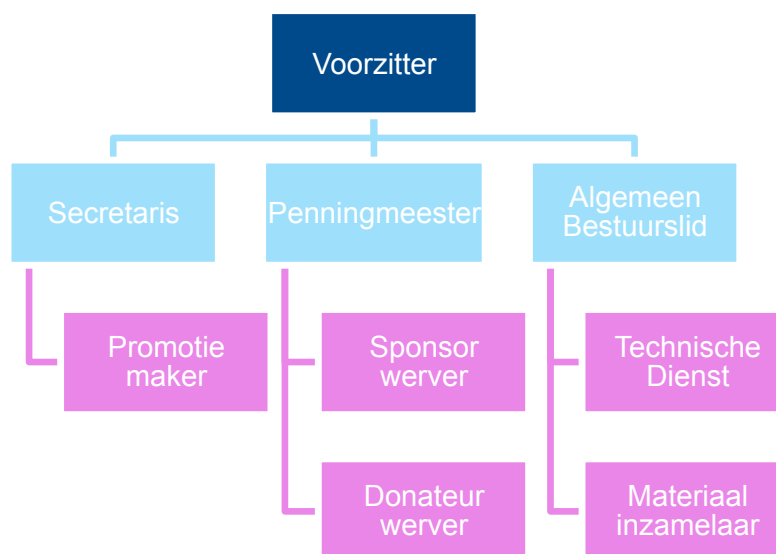 Voorzitter
Secretaris
Penningmeester
Algemeen
Bestuurslid
Promotie
maker
Sponsor
werver
Technische
Dienst
Donateur
werver
Materiaal
inzamelaar